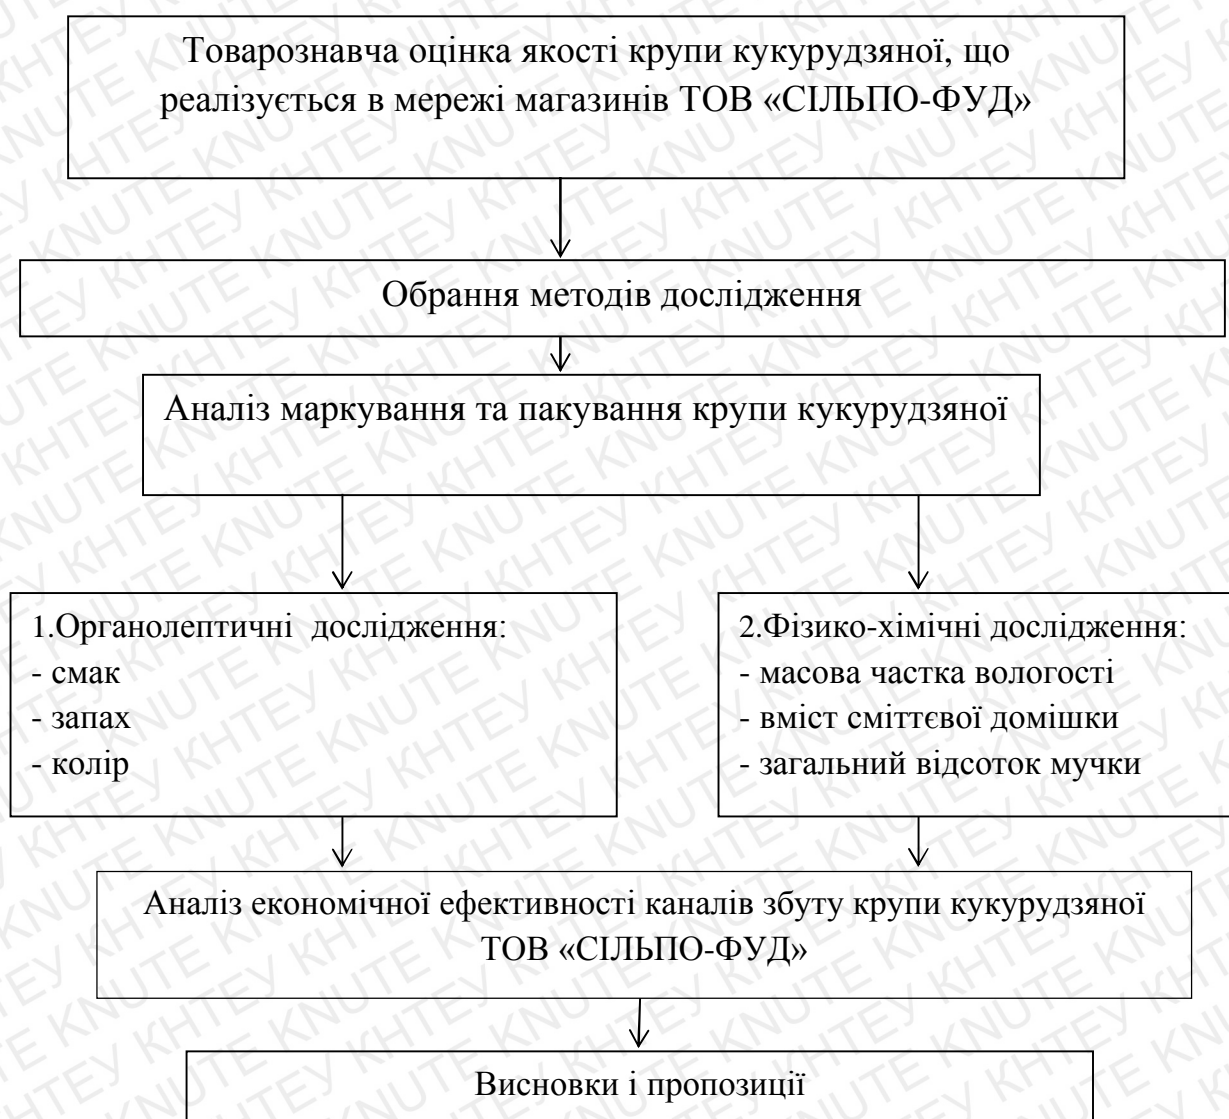 Товарознавча оцінка якості крупи кукурудзяної, що
реалізується в мережі магазинів ТОВ «СІЛЬПО-ФУД»
Обрання методів дослідження
Аналіз маркування та пакування крупи кукурудзяної
1.Органолептичні дослідження:
- смак
- запах
- колір
2.Фізико-хімічні дослідження:
- масова частка вологості
- вміст сміттєвої домішки
- загальний відсоток мучки
Аналіз економічної ефективності каналів збуту крупи кукурудзяної
ТОВ «СІЛЬПО-ФУД»
Висновки і пропозиції